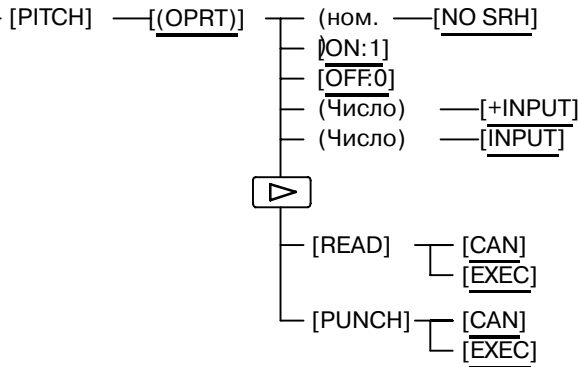 [PITCH] [(OPRT)] (ном. [NO SRH]
)
[ON:1]
[OFF:0]
(Число) [+INPUT]
(Число) [INPUT]
[READ] [CAN]
[EXEC]
[PUNCH] [CAN]
[EXEC]